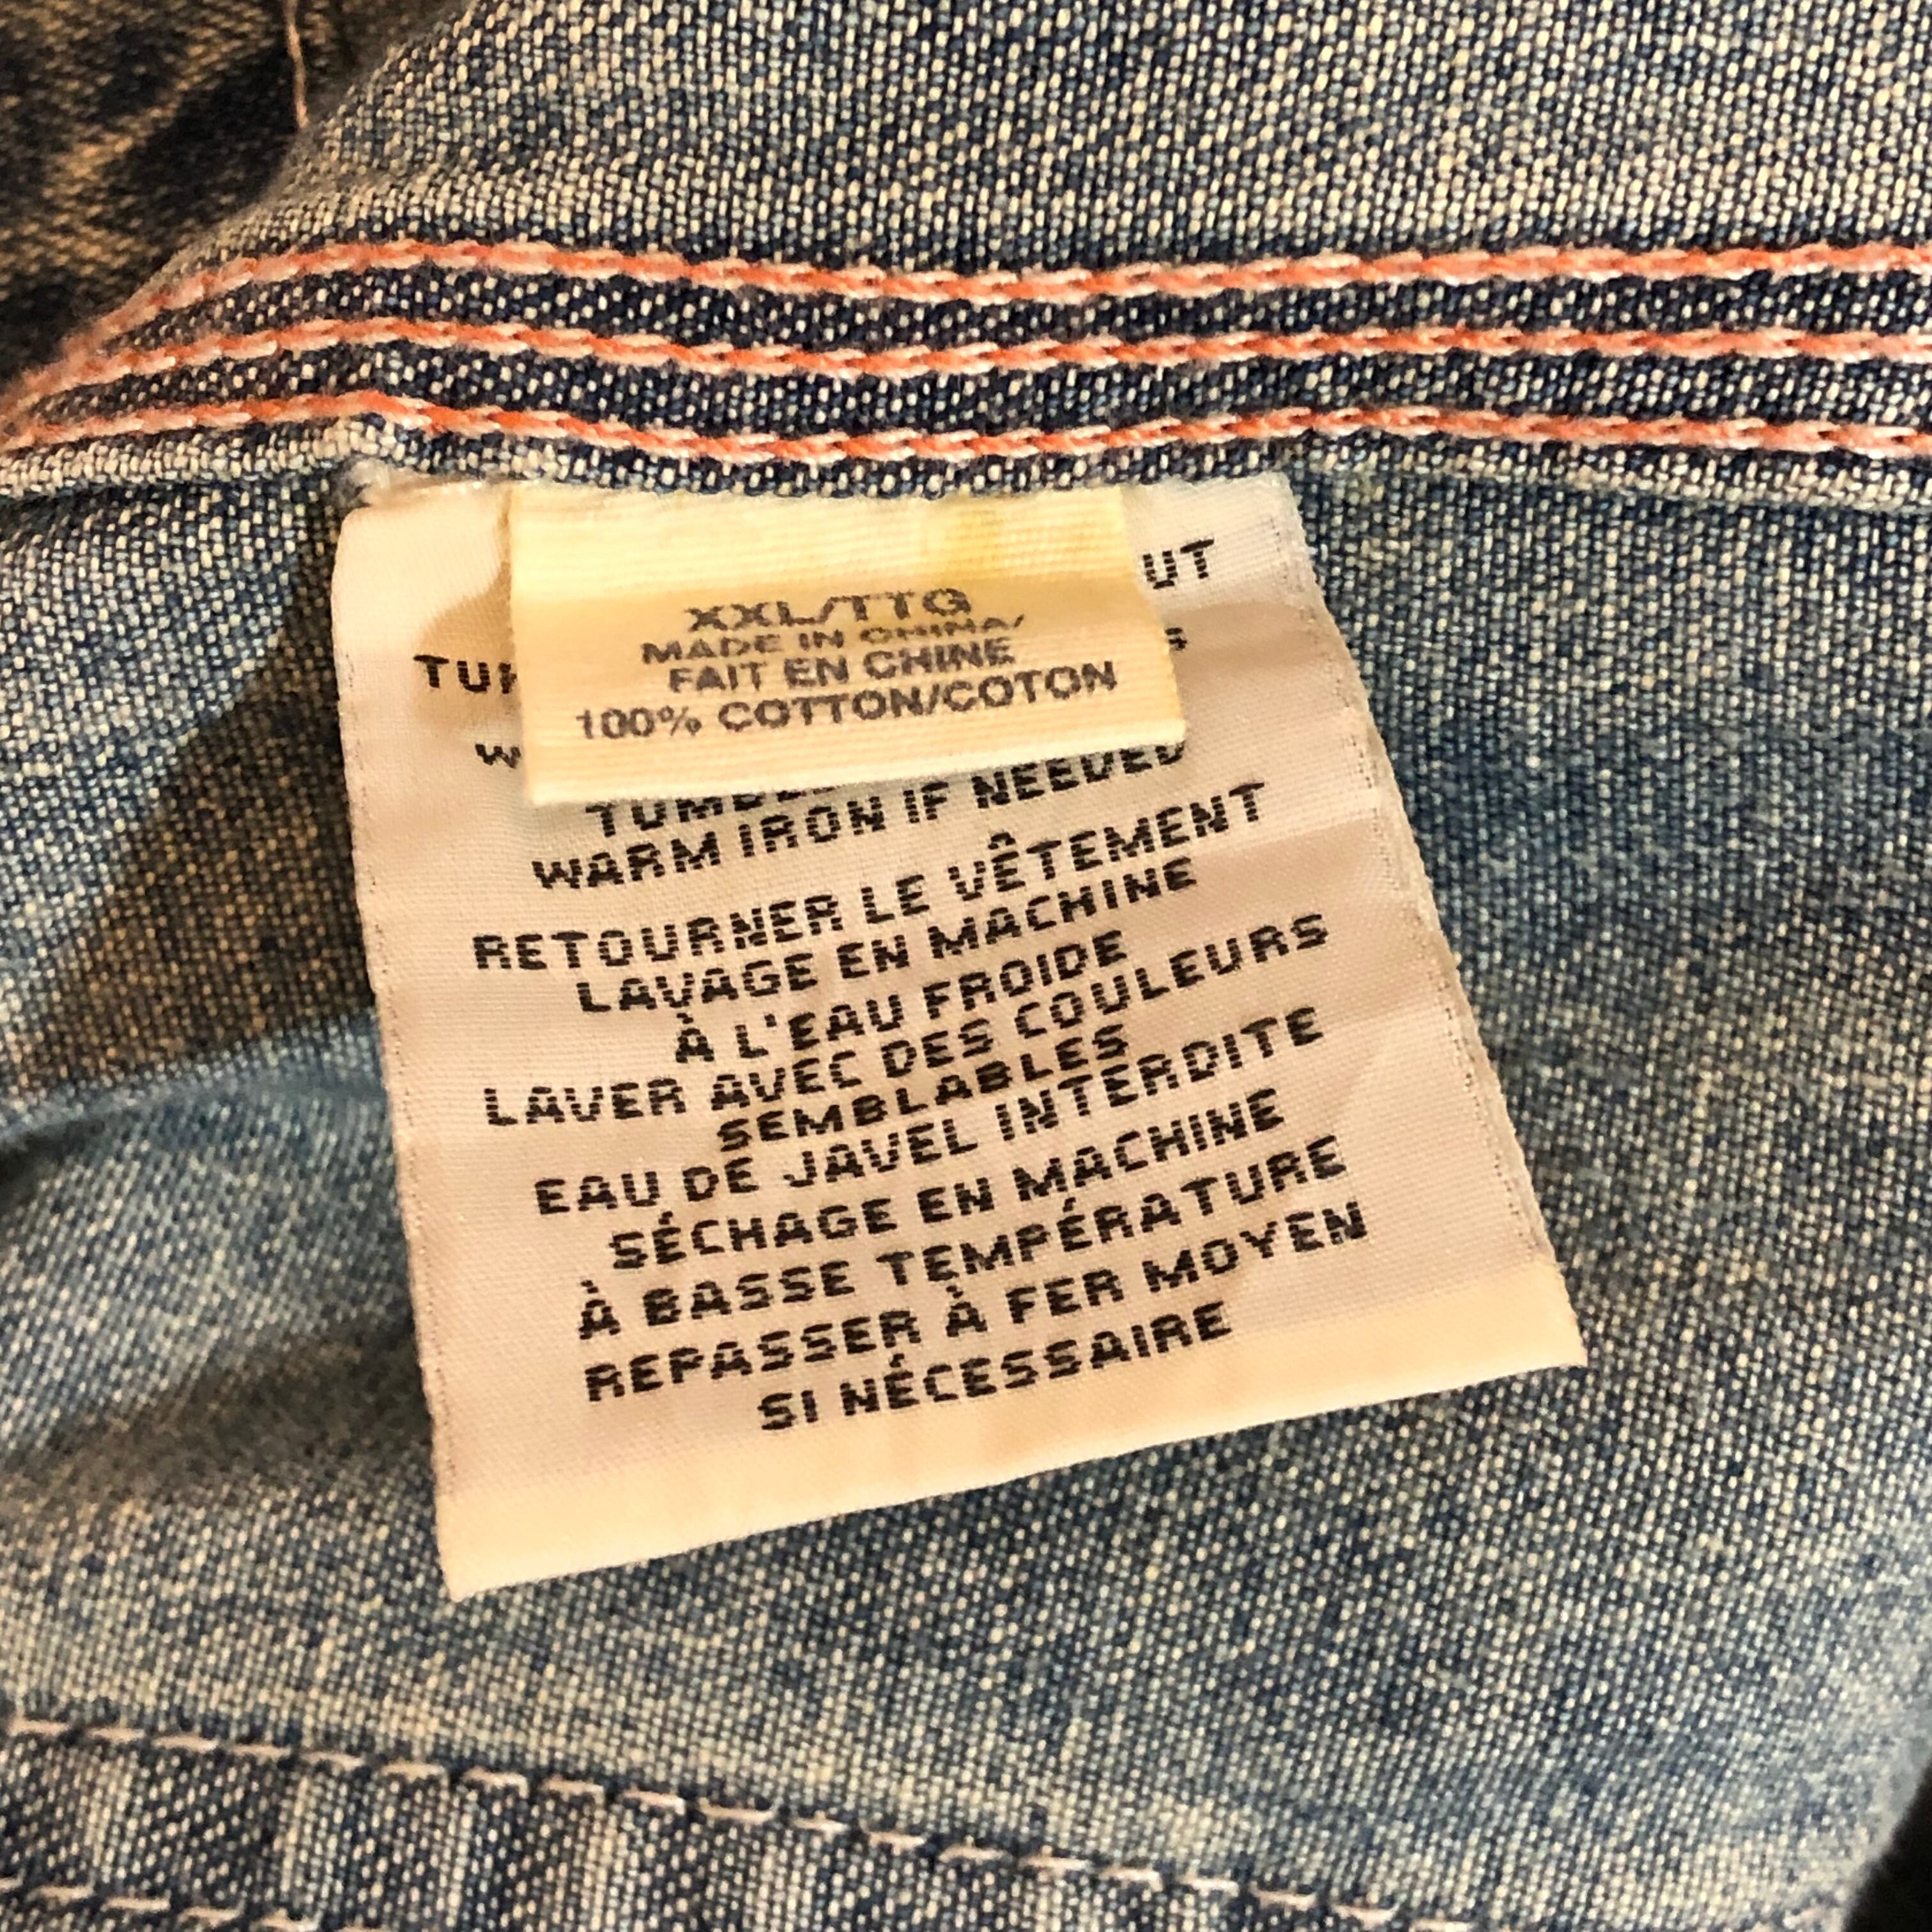 XXL/TTG
MADE IN CHINA/
FAIT EN CHINE
100% COTTON/COTON
WARM IRON IF NEEDED
RETOURNER LE VÊTEMENT
LAVAGE EN MACHINE
À L'EAU FROIDE
LAVER AVEC DES COULEURS
SEMBLABLES
EAU DE JAVEL INTERDITE
SÉCHAGE EN MACHINE
À BASSE TEMPÉRATURE
REPASSER À FER MOYEN
SI NÉCESSAIRE